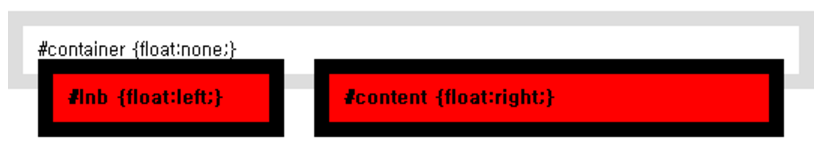 #container {float:none;}
#lnb {float:left;}
#content {float:right;}